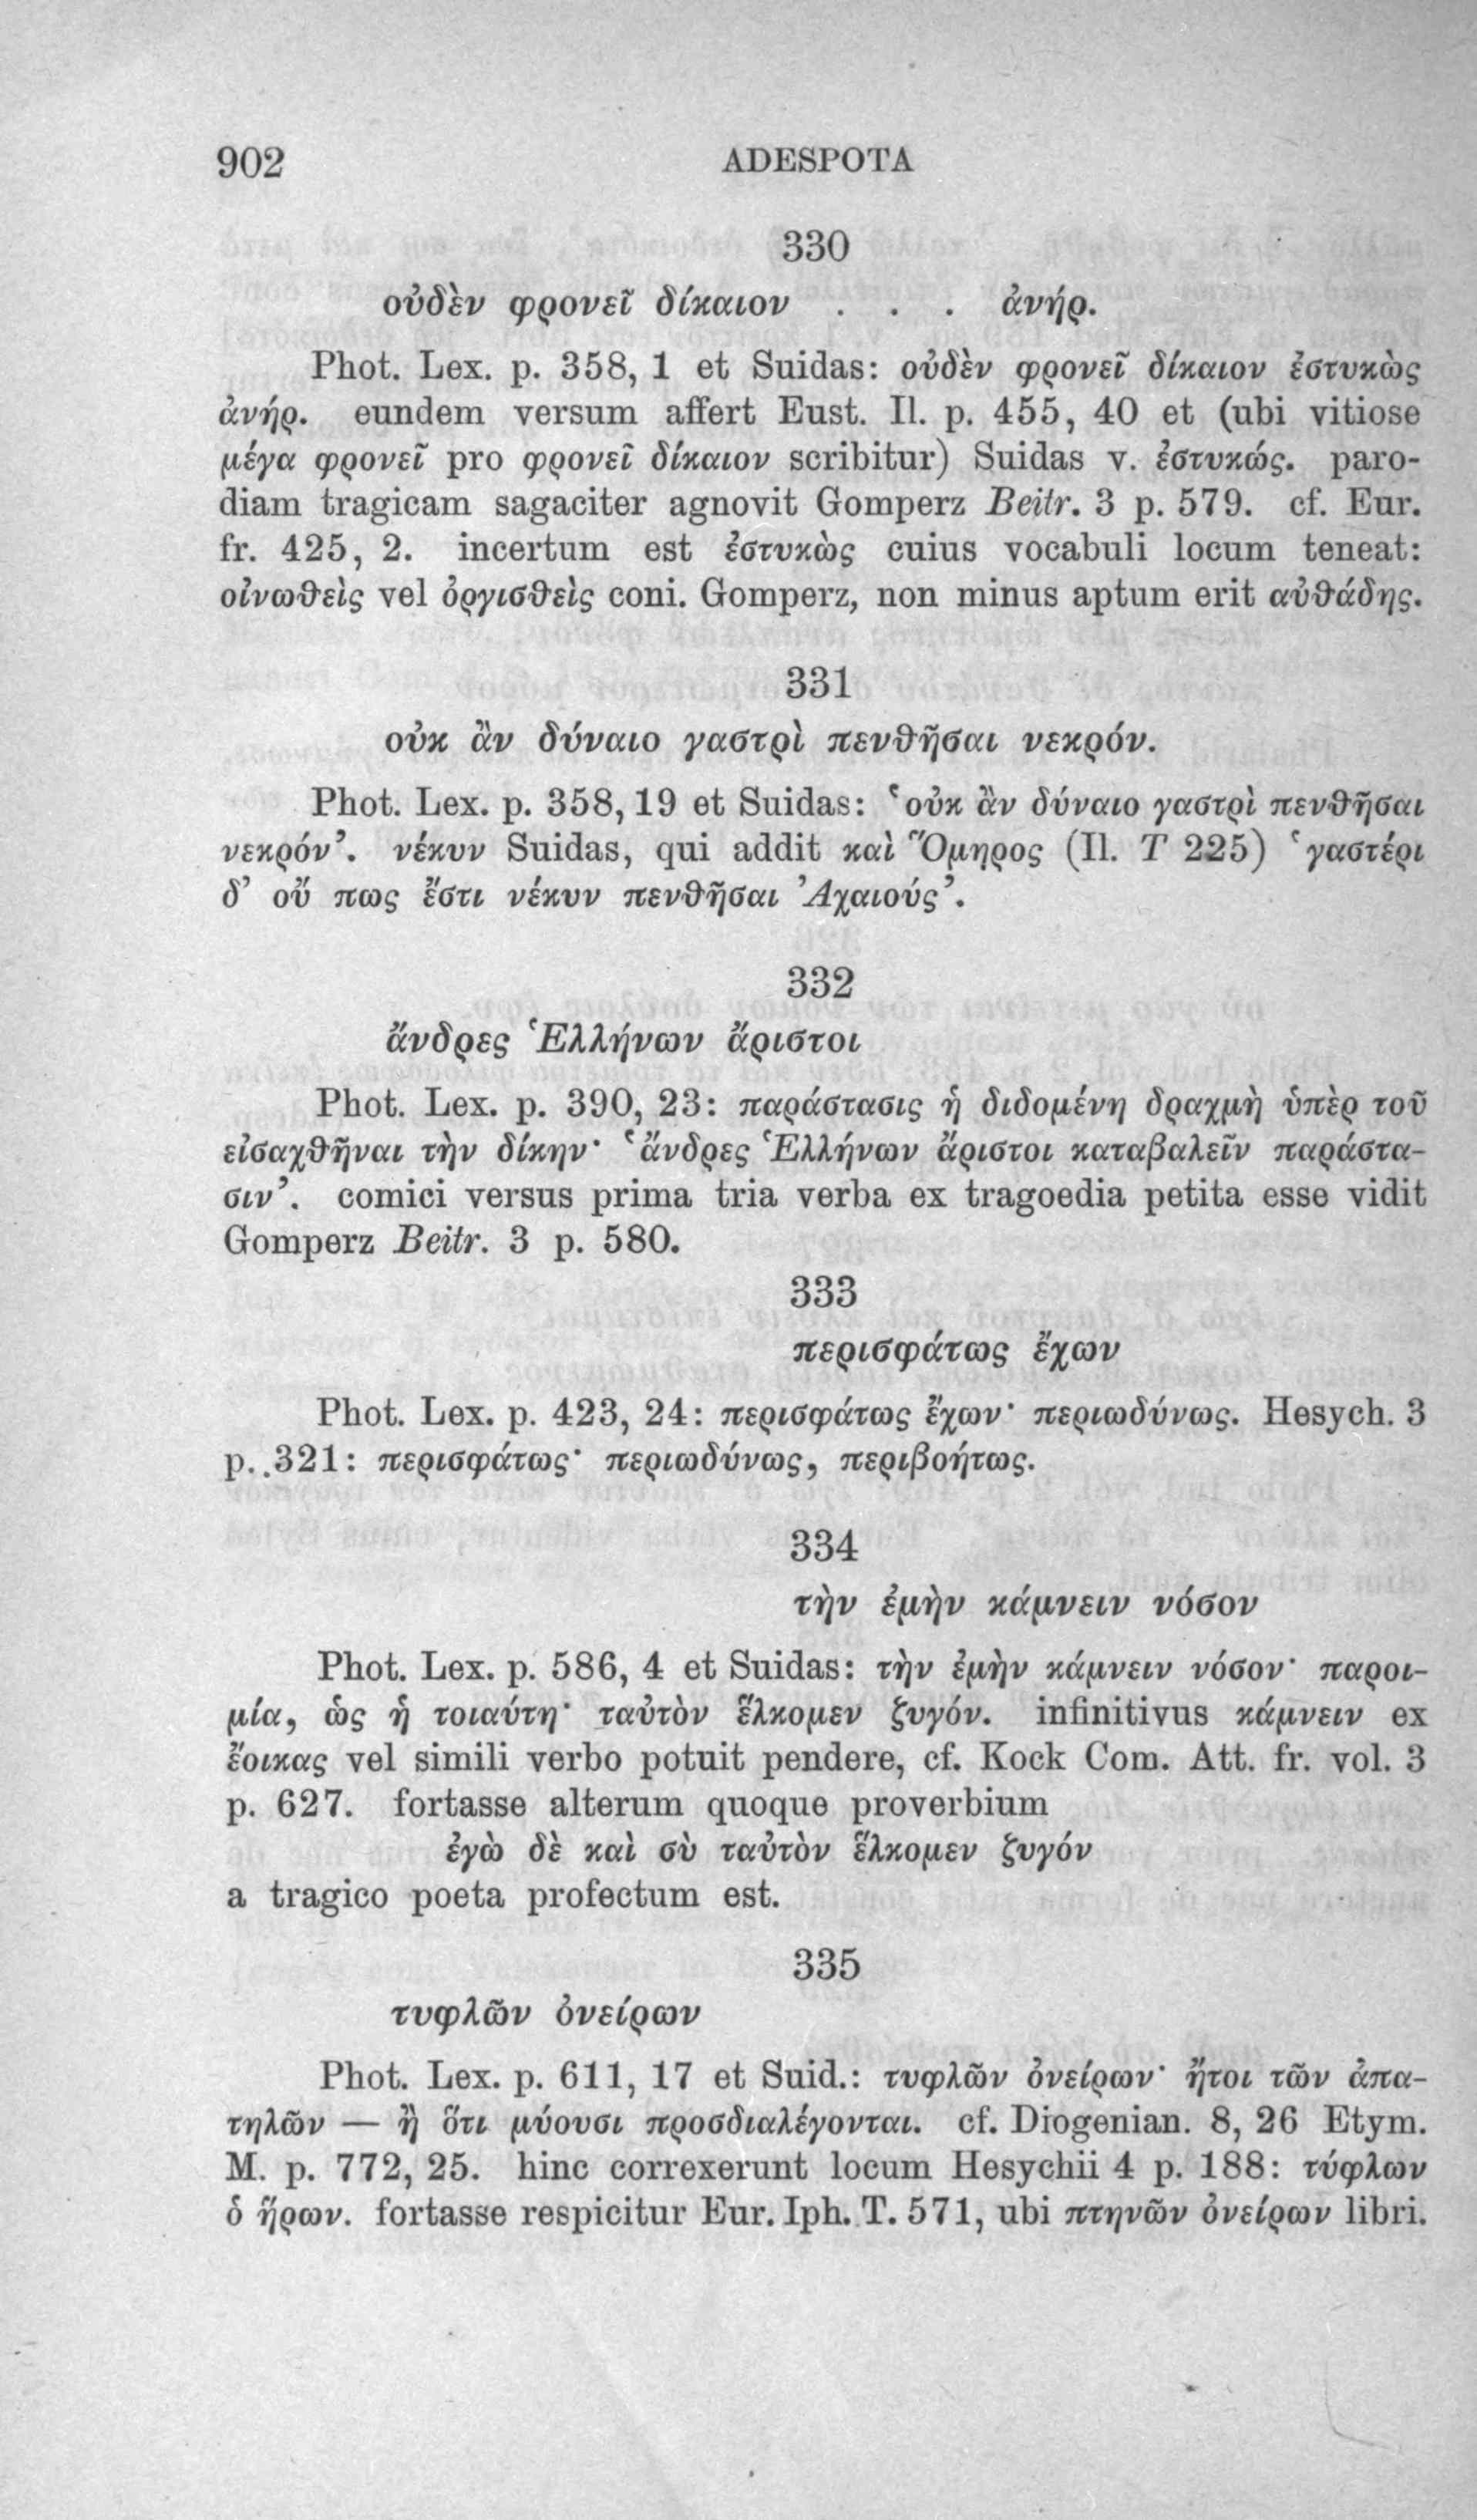 902 ADESPOTA
330
οὐδὲν φρονεῖ δίκαιον . . . ἀνήρ.
Phot. Lex. p. 358, 1 et Suidas: οὐδὲν φρονεῖ δίκαιον ἐστυκὼς
ἀνήρ. eundem versum affert Eust. Il. p. 455, 40 et (ubi vitiose
μέγα φρονεῖ pro φρονεῖ δίκαιον scribitur) Suidas v. ἐστυκώς. paro-
diam tragicam sagaciter agnovit Gomperz Beitr. 3 p. 579. cf. Eur.
fr. 425, 2. incertum est ἐστυκὼς cuius vocabuli locum teneat:
οἰνωθεὶς vel ὀργισθεὶς coni. Gomperz, non minus aptum erit αὐθάδης.
331
οὐκ ἂν δύναιο γαστρὶ πενθῆσαι νεκρόν.
Phot. Lex. p. 358, 19 et Suidas: ‘οὐκ ἂν δύναιο γαστρὶ πενθῆσαι
νεκρόν’. νέκυν Suidas, qui addit καὶ Ὅμηρος (Il. T 225) ‘γαστέρι
δ’ οὔ πως ἔστι νέκυν πενθῆσαι Ἀχαιούς’.
332
ἄνδρες Ἑλλήνων ἄριστοι
Phot. Lex. p. 390, 23: παράστασις ἡ διδομένη δραχμὴ ὑπὲρ τοῦ
εἰσαχθῆναι τὴν δίκην· ‘ἄνδρες Ἑλλήνων ἄριστοι καταβαλεῖν παράστα-
σιν’. comici versus prima tria verba ex tragoedia petita esse vidit
Gomperz Beitr. 3 p. 580.
333
περισφάτως ἔχων
Phot. Lex. p. 423, 24: περισφάτως ἔχων· περιωδύνως. Hesych. 3
p. 321: περισφάτως· περιωδύνως, περιβοήτως.
334
τὴν ἐμὴν κάμνειν νόσον
Phot. Lex. p. 586, 4 et Suidas: τὴν ἐμὴν κάμνειν νόσον· παροι-
μία, ὡς ἡ τοιαύτη· ταὐτὸν ἕλκομεν ζυγόν. infinitivus κάμνειν ex
ἔοικας vel simili verbo potuit pendere, cf. Kock Com. Att. fr. vol. 3
p. 627. fortasse alterum quoque proverbium
ἐγὼ δὲ καὶ σὺ ταὐτὸν ἕλκομεν ζυγόν
a tragico poeta profectum est.
335
τυφλῶν ὀνείρων
Phot. Lex. p. 611, 17 et Suid.: τυφλῶν ὀνείρων· ἤτοι τῶν ἀπα-
τηλῶν — ἢ ὅτι μύουσι προσδιαλέγονται. cf. Diogenian. 8, 26 Etym.
M. p. 772, 25. hinc correxerunt locum Hesychii 4 p. 188: τύφλων
ὁ ἥρων. fortasse respicitur Eur. Iph. T. 571, ubi πτηνῶν ὀνείρων libri.